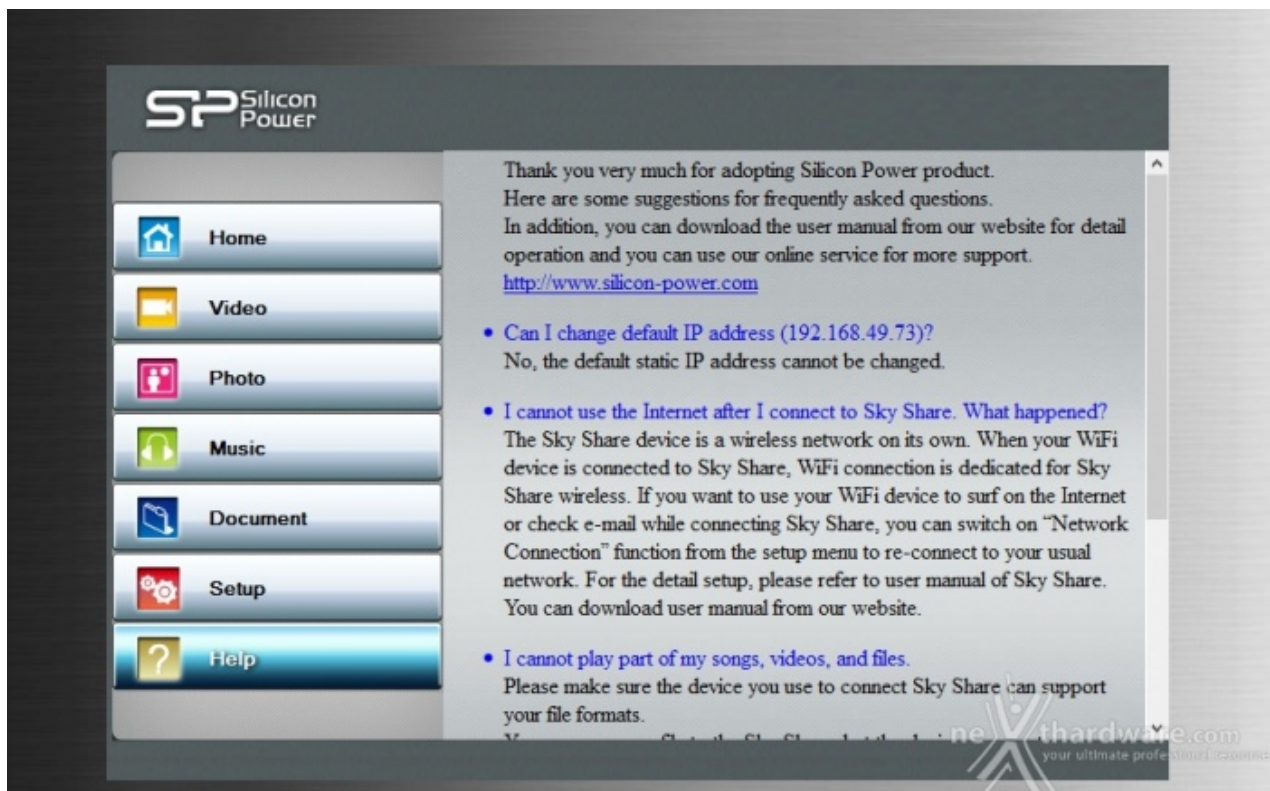 SP Silicon
Power
Home
Video
Photo
Music
Document
Setup
Help
Thank you very much for adopting Silicon Power product.
Here are some suggestions for frequently asked questions.
In addition, you can download the user manual from our website for detail
operation and you can use our online service for more support.
http://www.silicon-power.com
• Can I change default IP address (192.168.49.73)?
No, the default static IP address cannot be changed.
• I cannot use the Internet after I connect to Sky Share. What happened?
The Sky Share device is a wireless network on its own. When your WiFi
device is connected to Sky Share, WiFi connection is dedicated for Sky
Share wireless. If you want to use your WiFi device to surf on the Internet
or check e-mail while connecting Sky Share, you can switch on “Network
Connection” function from the setup menu to re-connect to your usual
network. For the detail setup, please refer to user manual of Sky Share.
You can download user manual from our website.
• I cannot play part of my songs, videos, and files.
Please make sure the device you use to connect Sky Share can support
your file formats.
nexthardware.com
your ultimate professional resource